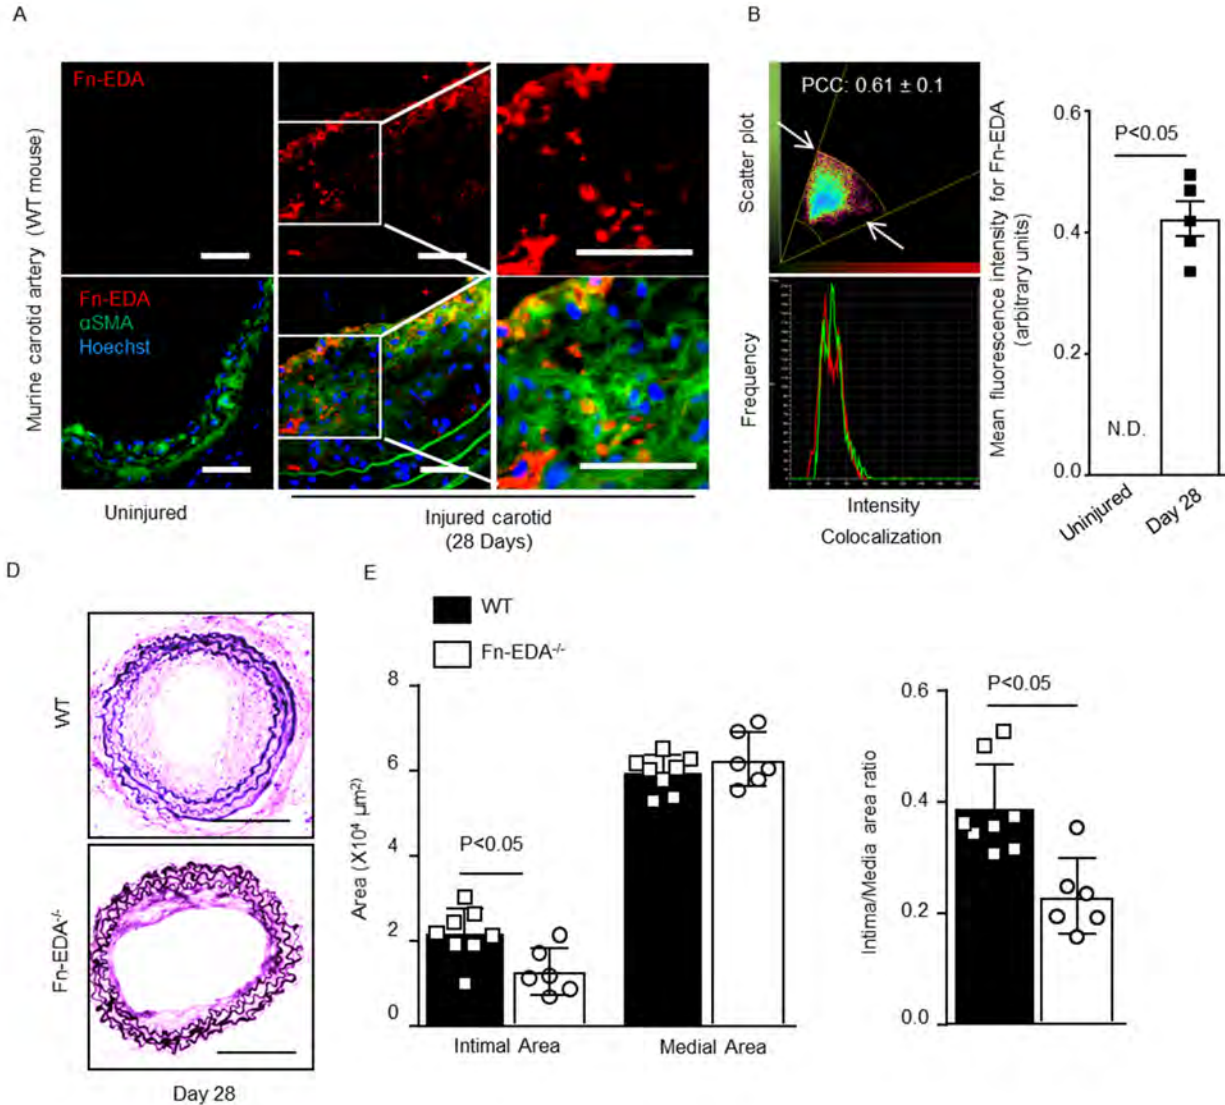 A
B
Murine carotid artery (WT mouse)
Fn-EDA
Fn-EDA
αSMA
Hoechst
Uninjured
Injured carotid
(28 Days)
Scatter plot
PCC: 0.61 ± 0.1
Frequency
Intensity
Colocalization
Mean fluorescence intensity for Fn-EDA
(arbitrary units)
0.6
0.4
0.2
0.0
P<0.05
N.D.
Uninjured
Day 28
D
WT
Fn-EDA-/-
Day 28
E
WT
Fn-EDA-/-
Area (X10⁴ µm²)
8
6
4
2
0
P<0.05
Intimal Area
Medial Area
Intima/Media area ratio
0.6
0.4
0.2
0.0
P<0.05